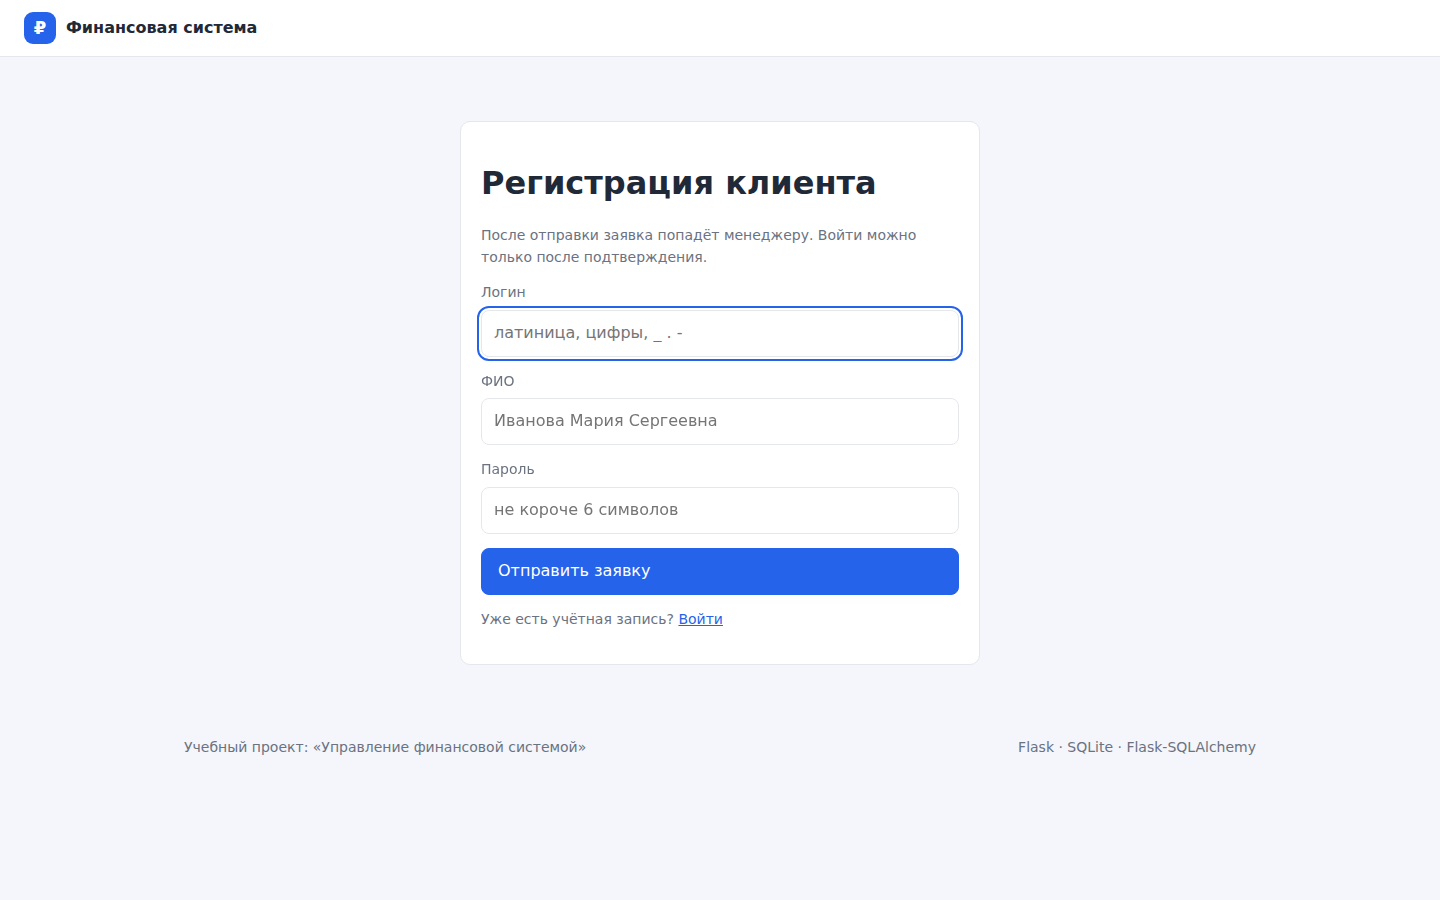 ₽ Финансовая система
Регистрация клиента
После отправки заявка попадёт менеджеру. Войти можно
только после подтверждения.
Логин
латиница, цифры, _ . -
ФИО
Иванова Мария Сергеевна
Пароль
не короче 6 символов
Отправить заявку
Уже есть учётная запись? Войти
Учебный проект: «Управление финансовой системой»
Flask · SQLite · Flask-SQLAlchemy